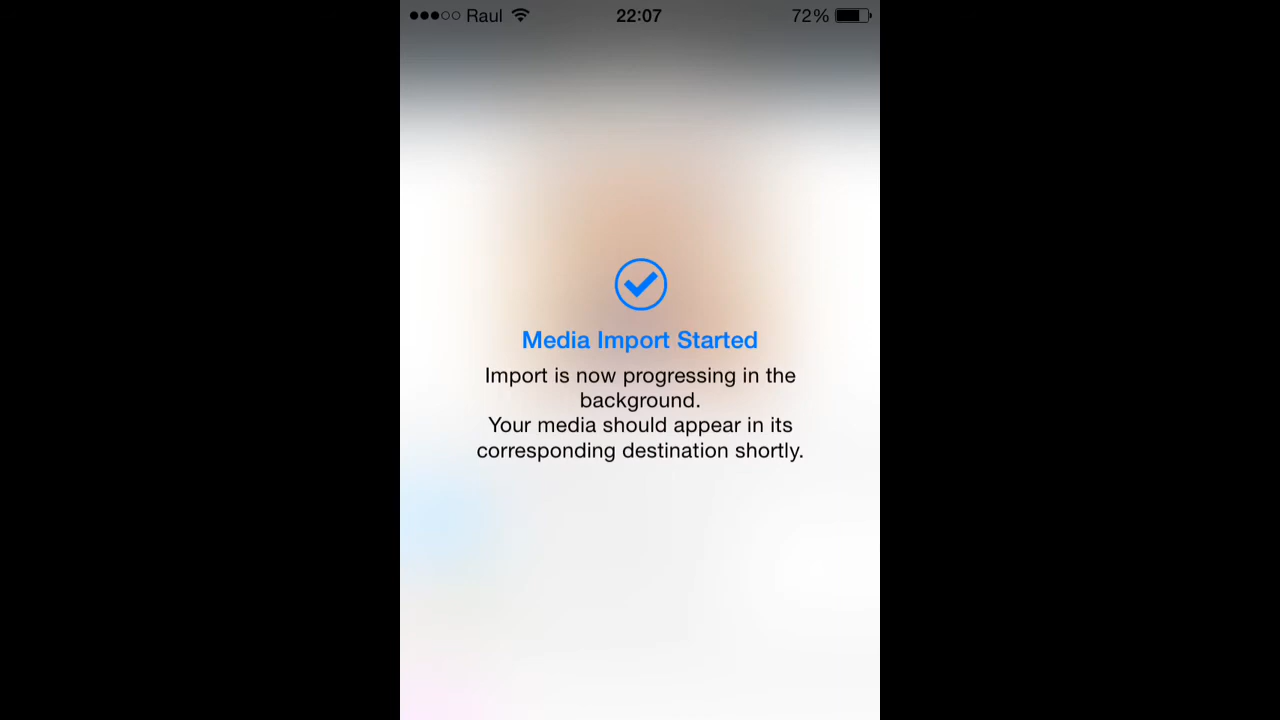 Raul 22:07 72%
Media Import Started
Import is now progressing in the
background.
Your media should appear in its
corresponding destination shortly.